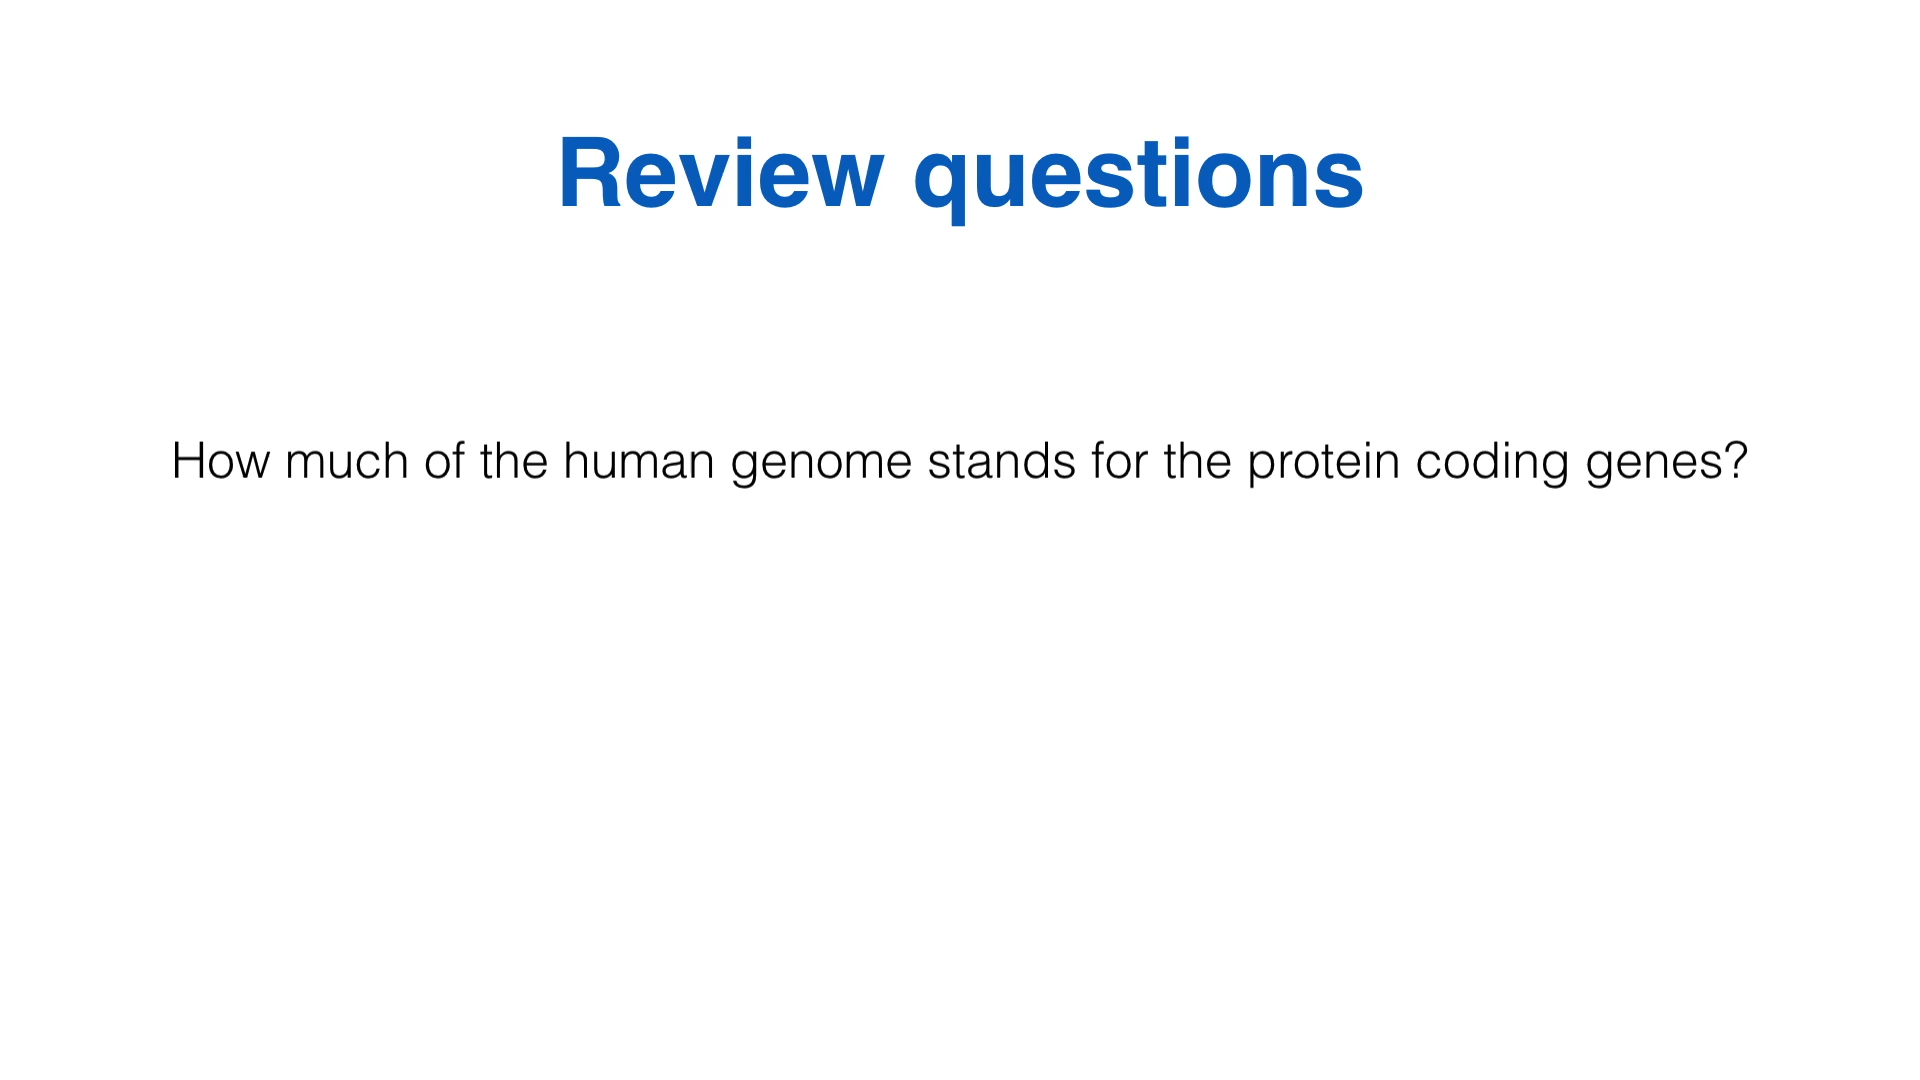 Review questions
How much of the human genome stands for the protein coding genes?